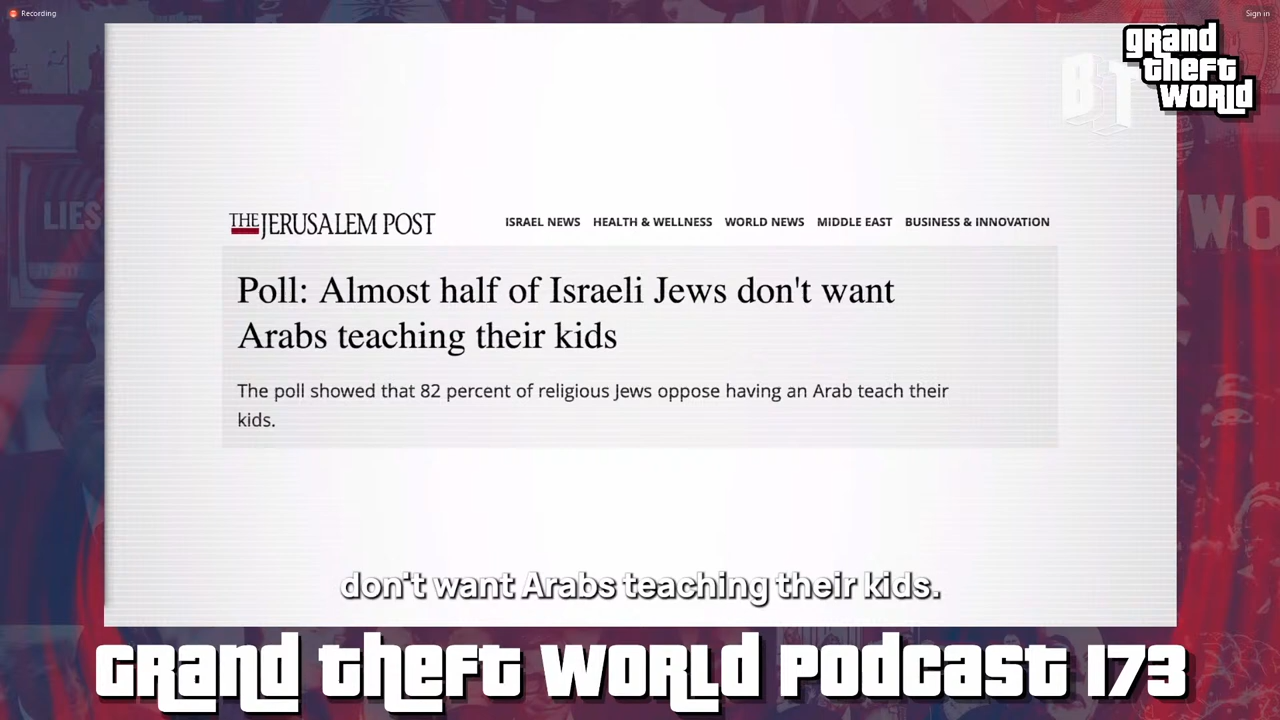 Recording
Sign in
grand
theft
world
BT
LIES
WO
THE JERUSALEM POST
ISRAEL NEWS HEALTH & WELLNESS WORLD NEWS MIDDLE EAST BUSINESS & INNOVATION
Poll: Almost half of Israeli Jews don't want
Arabs teaching their kids
The poll showed that 82 percent of religious Jews oppose having an Arab teach their
kids.
don't want Arabs teaching their kids.
GRAND THEFT WORLD PODCAST 173